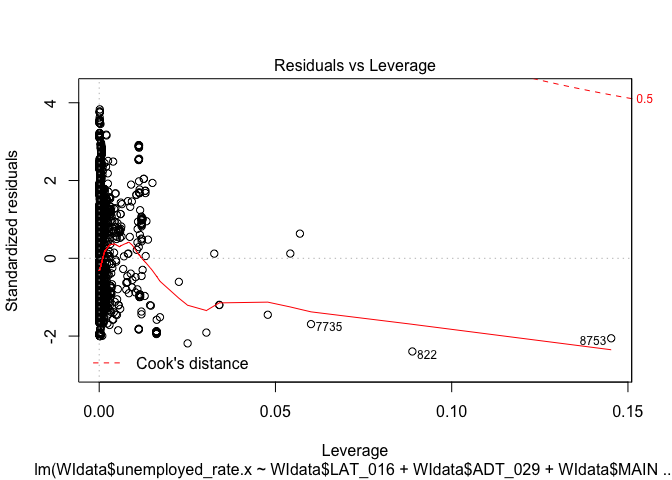 Residuals vs Leverage
Standardized residuals
4
2
0
-2
0.5
7735
822
8753
Cook's distance
0.00
0.05
0.10
0.15
Leverage
lm(WIdata$unemployed_rate.x ~ WIdata$LAT_016 + WIdata$ADT_029 + WIdata$MAIN ..